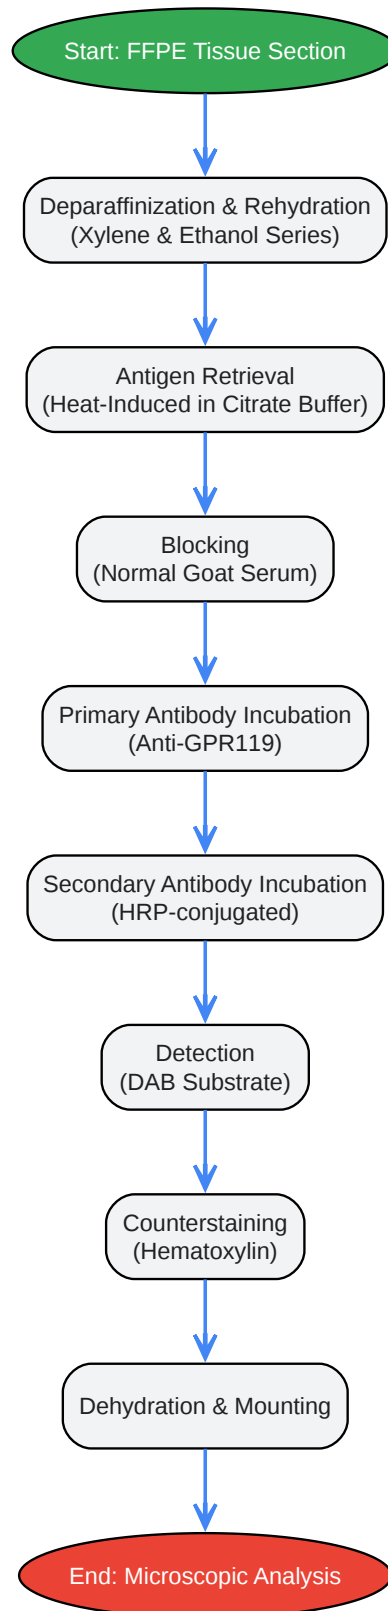 Start: FFPE Tissue Section
Deparaffinization & Rehydration
(Xylene & Ethanol Series)
Antigen Retrieval
(Heat-Induced in Citrate Buffer)
Blocking
(Normal Goat Serum)
Primary Antibody Incubation
(Anti-GPR119)
Secondary Antibody Incubation
(HRP-conjugated)
Detection
(DAB Substrate)
Counterstaining
(Hematoxylin)
Dehydration & Mounting
End: Microscopic Analysis